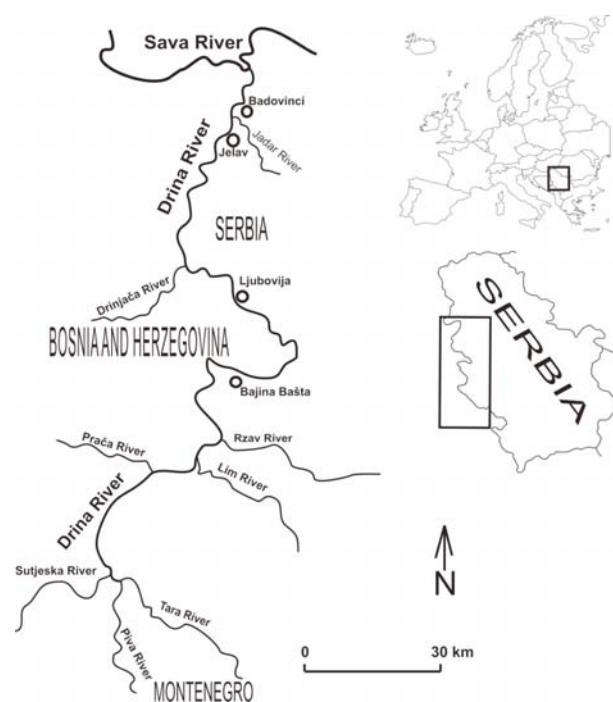 Sava River
Badovinci
Jadar River
Jelav
Drina River
SERBIA
Ljubovija
Drinjača River
BOSNIA AND HERZEGOVINA
Bajina Bašta
Prača River
Rzav River
Lim River
Drina River
Sutjeska River
Tara River
Piva River
MONTENEGRO
SERBIA
N
0 30 km